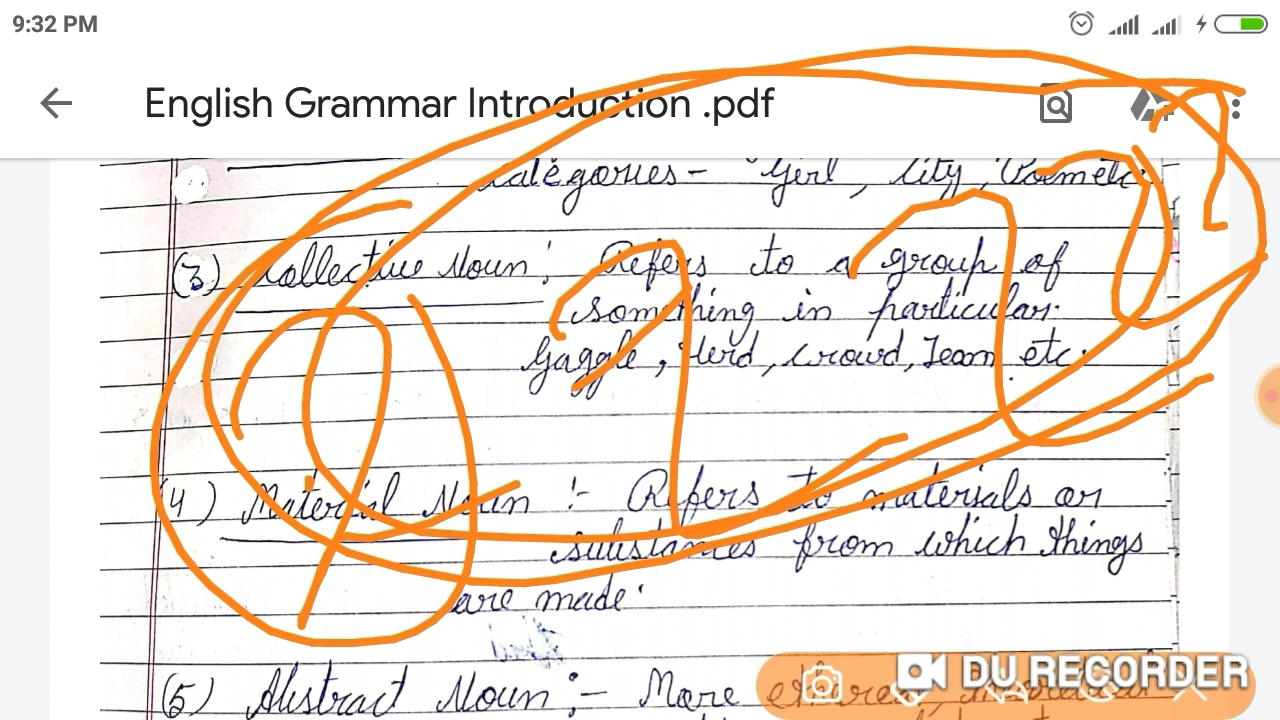 9:32 PM
English Grammar Introduction .pdf
categories - Girl, City,
(3) Collective Noun : Refers to a group of
something in particular.
Gaggle, Herd, Crowd, Team etc.
(4) Material Noun :- Refers to materials or
substances from which things
are made.
(5) Abstract Noun :- More
DU RECORDER